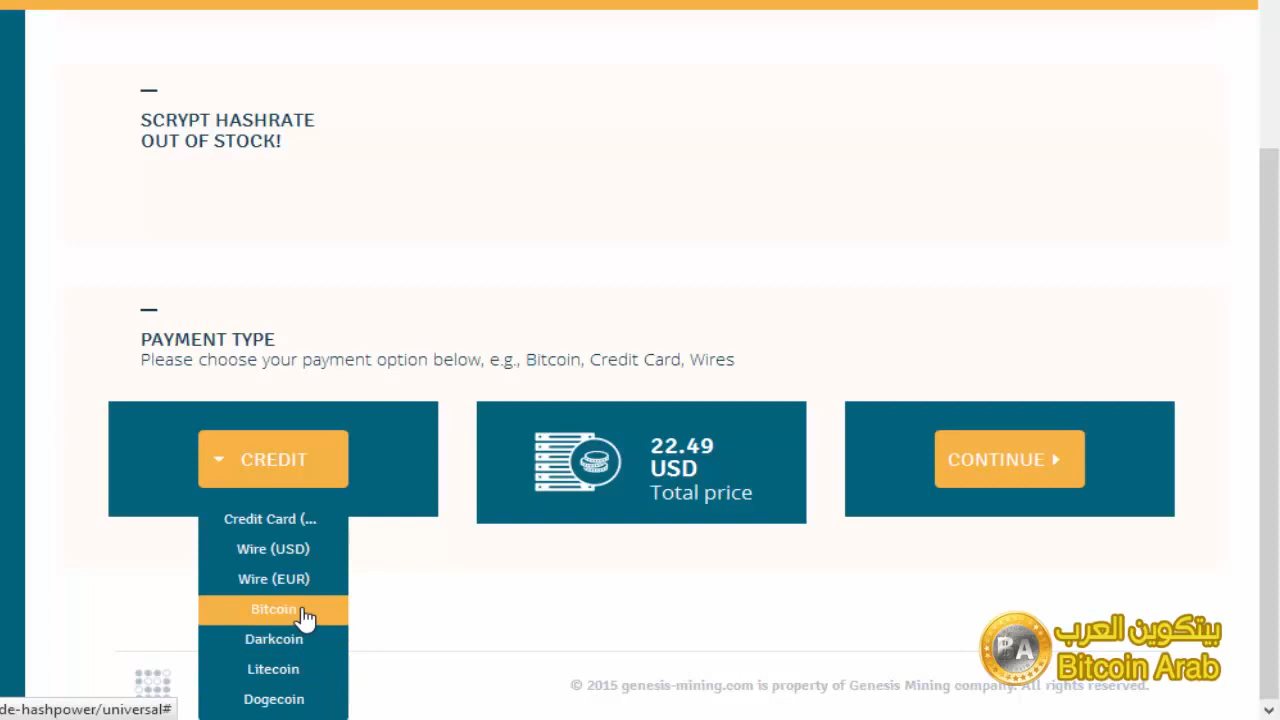 SCRYPT HASHRATE
OUT OF STOCK!
PAYMENT TYPE
Please choose your payment option below, e.g., Bitcoin, Credit Card, Wires
CREDIT
22.49
USD
Total price
CONTINUE
Credit Card (...
Wire (USD)
Wire (EUR)
Bitcoin
Darkcoin
Litecoin
Dogecoin
BA
بيتكوين العرب
Bitcoin Arab
© 2015 genesis-mining.com is property of Genesis Mining company. All rights reserved.
de-hashpower/universal#